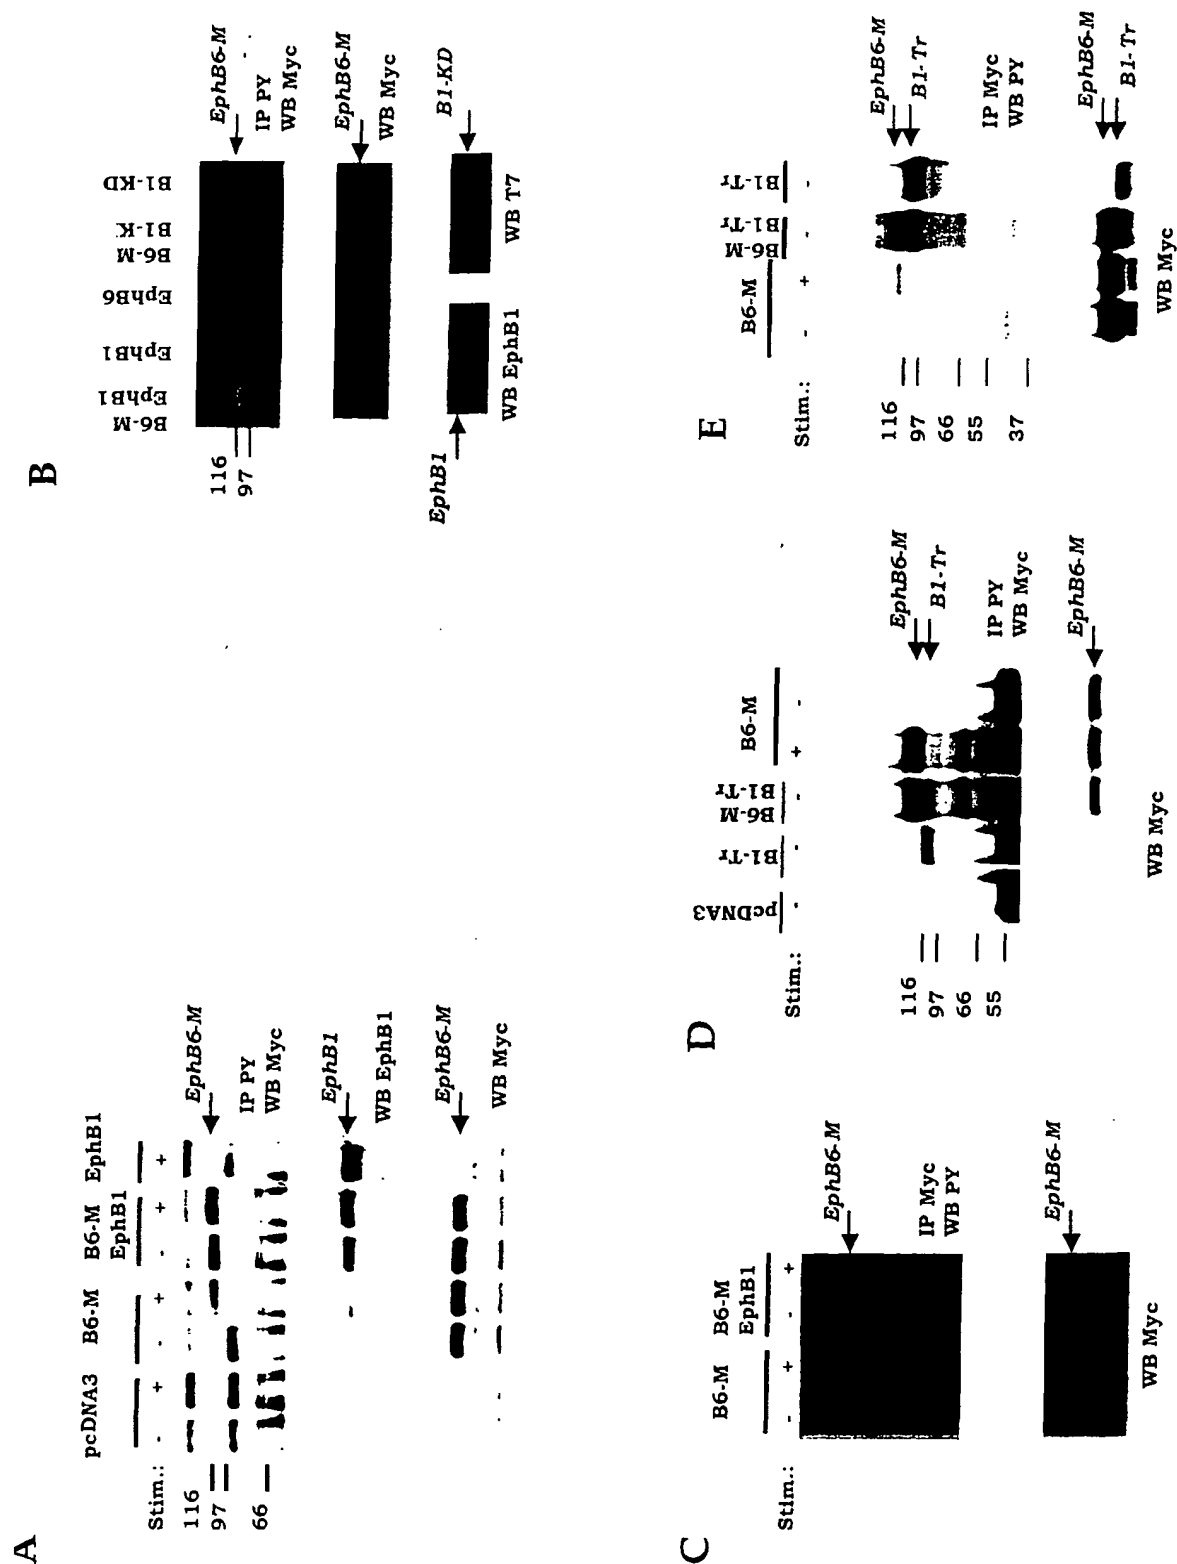 A
pcDNA3 B6-M B6-M EphB1
EphB1
Stim.: - + - + - + +
116
97
66
EphB6-M
IP PY
WB Myc
EphB1
WB EphB1
EphB6-M
WB Myc
B
B6-M EphB1 EphB1 EphB6 B6-M B1-K B1-KD
116
97
EphB6-M
IP PY
WB Myc
EphB6-M
WB Myc
EphB1
B1-KD
WB EphB1 WB T7
C
B6-M B6-M
EphB1
Stim.: - + - +
EphB6-M
IP Myc
WB PY
EphB6-M
WB Myc
D
pcDNA3 B1-Tr B6-M B1-Tr B6-M
Stim.: - - - + -
116
97
66
55
EphB6-M
B1-Tr
IP PY
WB Myc
EphB6-M
WB Myc
E
B6-M B6-M B1-Tr B1-Tr
Stim.: - + - -
116
97
66
55
37
EphB6-M
B1-Tr
IP Myc
WB PY
EphB6-M
B1-Tr
WB Myc